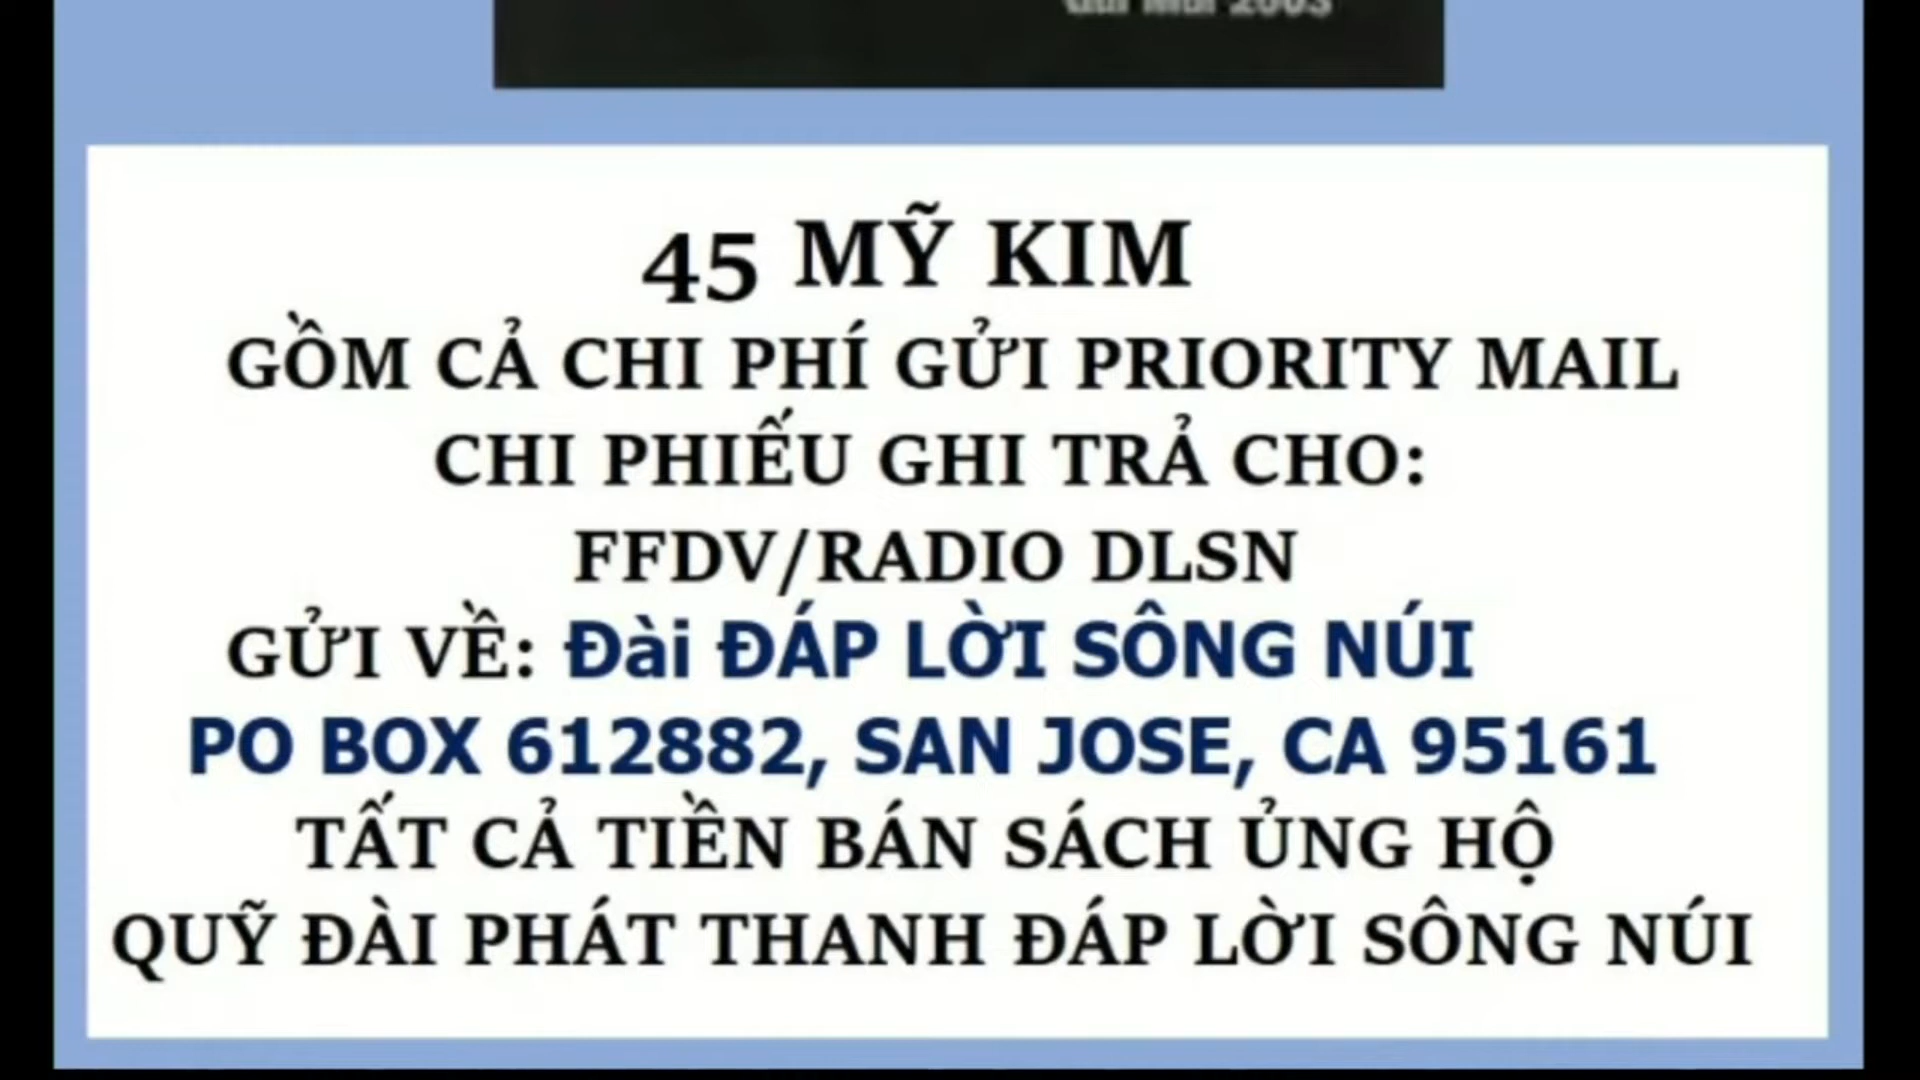 2003
45 MỸ KIM
GỒM CẢ CHI PHÍ GỬI PRIORITY MAIL
CHI PHIẾU GHI TRẢ CHO:
FFDV/RADIO DLSN
GỬI VỀ: Đài ĐÁP LỜI SÔNG NÚI
PO BOX 612882, SAN JOSE, CA 95161
TẤT CẢ TIỀN BÁN SÁCH ỦNG HỘ
QUỸ ĐÀI PHÁT THANH ĐÁP LỜI SÔNG NÚI